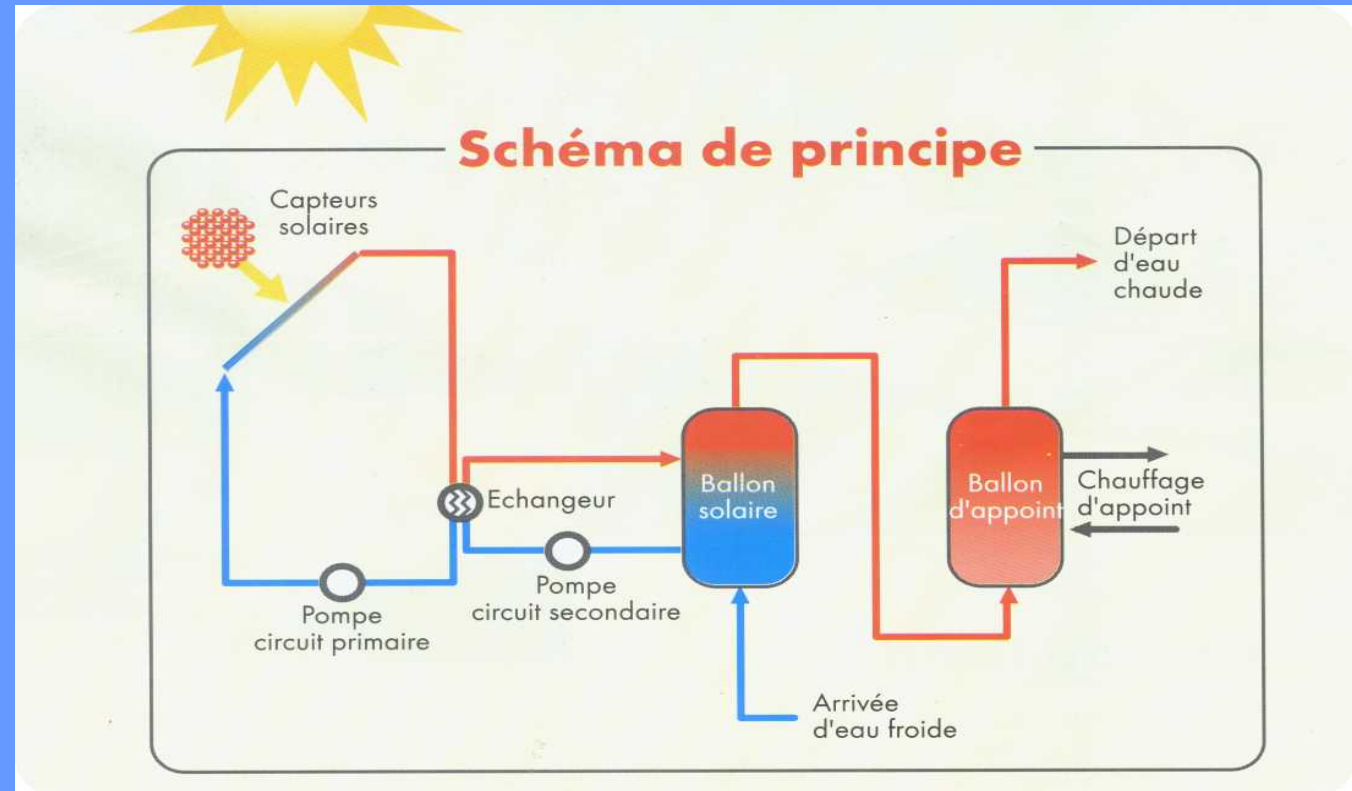 Schéma de principe
Capteurs
solaires
Départ
d'eau
chaude
Echangeur
Ballon
solaire
Ballon
d'appoint
Chauffage
d'appoint
Pompe
circuit secondaire
Pompe
circuit primaire
Arrivée
d'eau froide